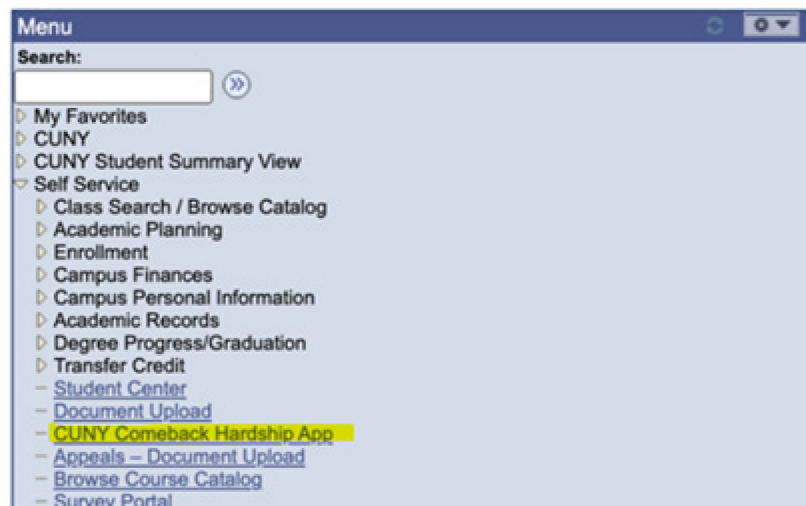 Menu
Search:
My Favorites
CUNY
CUNY Student Summary View
Self Service
Class Search / Browse Catalog
Academic Planning
Enrollment
Campus Finances
Campus Personal Information
Academic Records
Degree Progress/Graduation
Transfer Credit
Student Center
Document Upload
CUNY Comeback Hardship App
Appeals – Document Upload
Browse Course Catalog
Survey Portal